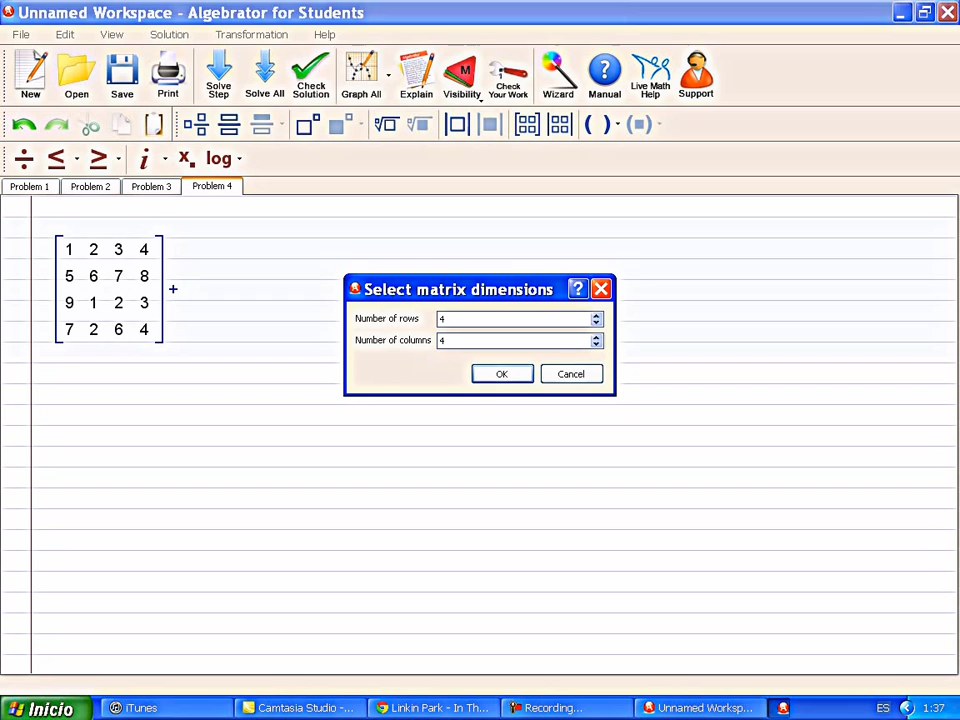 Unnamed Workspace - Algebrator for Students
File Edit View Solution Transformation Help
New Open Save Print Solve Step Solve All Check Solution Graph All Explain Visibility Check Your Work Wizard Manual Live Math Help Support
÷ ≤ ≥ i x. log
Problem 1 Problem 2 Problem 3 Problem 4
1 2 3 4
5 6 7 8
9 1 2 3
7 2 6 4
+
Select matrix dimensions
Number of rows 4
Number of columns 4
OK Cancel
Inicio iTunes Camtasia Studio -... Linkin Park - In Th... Recording... Unnamed Worksp... ES 1:37